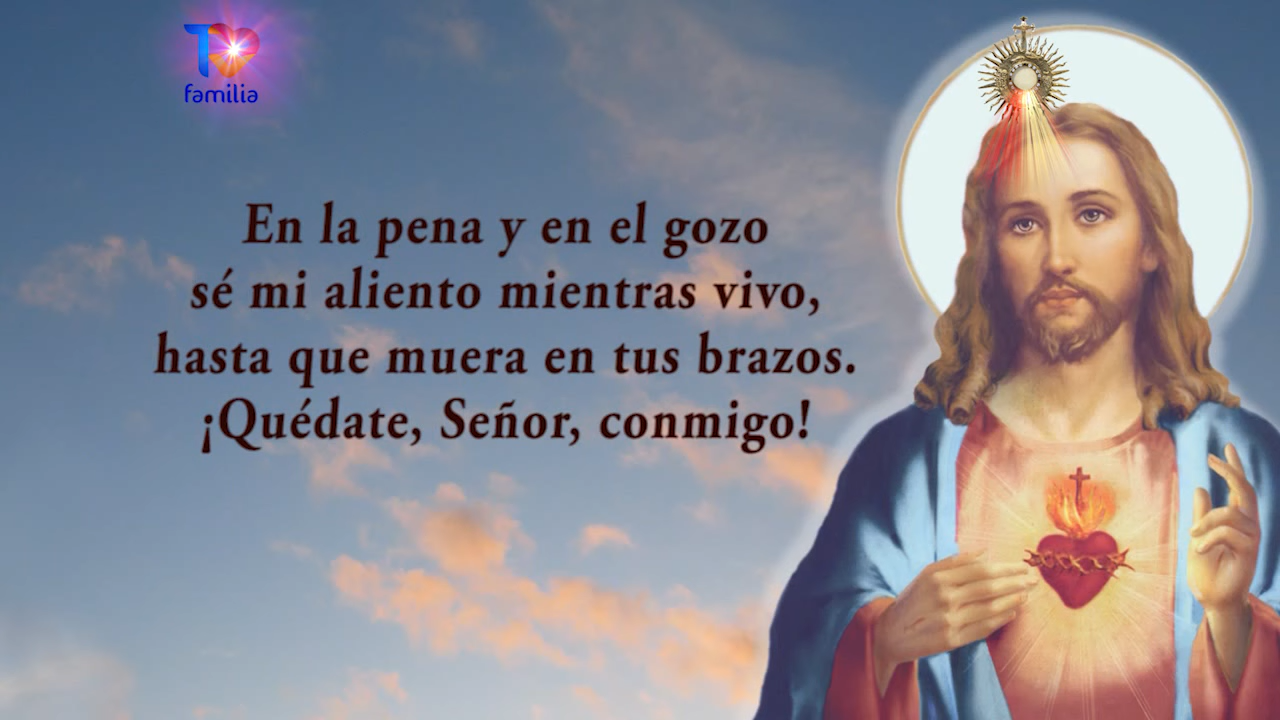 TO
familia
En la pena y en el gozo
sé mi aliento mientras vivo,
hasta que muera en tus brazos.
¡Quédate, Señor, conmigo!